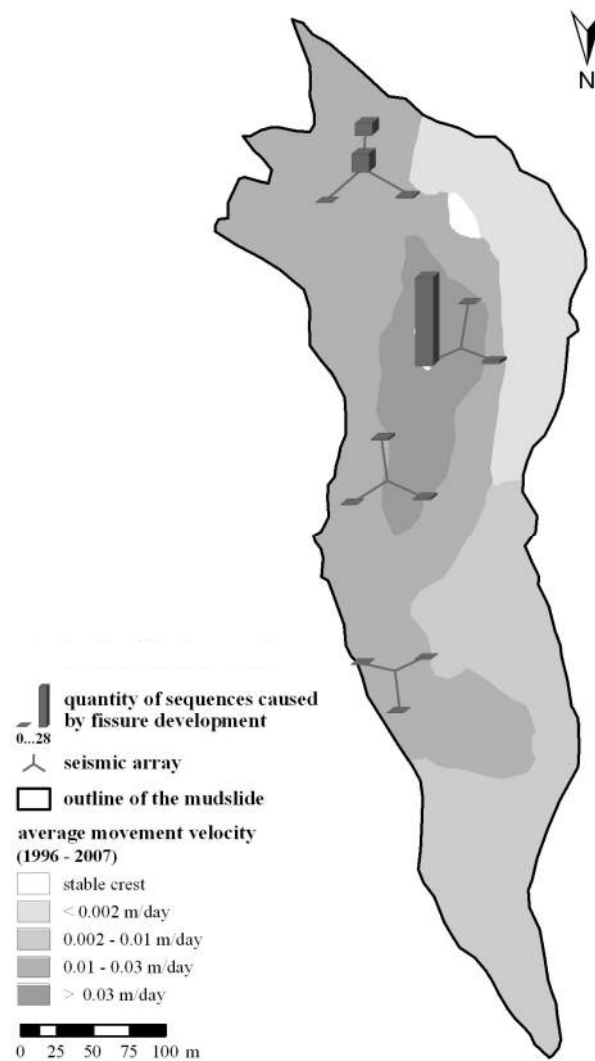 N
quantity of sequences caused
by fissure development
0...28
seismic array
outline of the mudslide
average movement velocity
(1996 - 2007)
stable crest
< 0.002 m/day
0.002 - 0.01 m/day
0.01 - 0.03 m/day
> 0.03 m/day
0 25 50 75 100 m